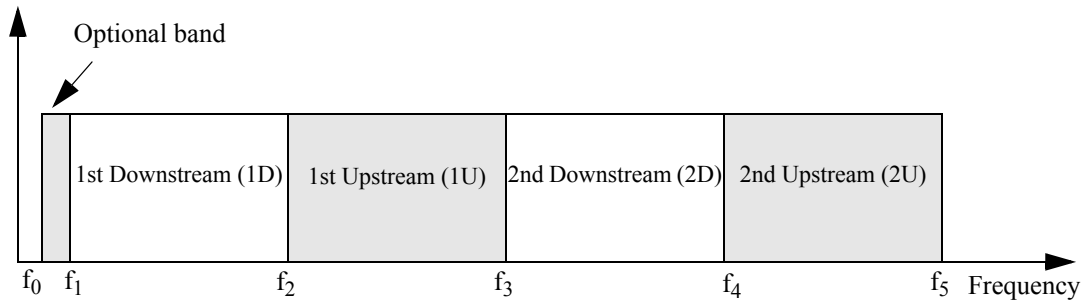 Optional band
1st Downstream (1D) 1st Upstream (1U) 2nd Downstream (2D) 2nd Upstream (2U)
f0 f1 f2 f3 f4 f5 Frequency